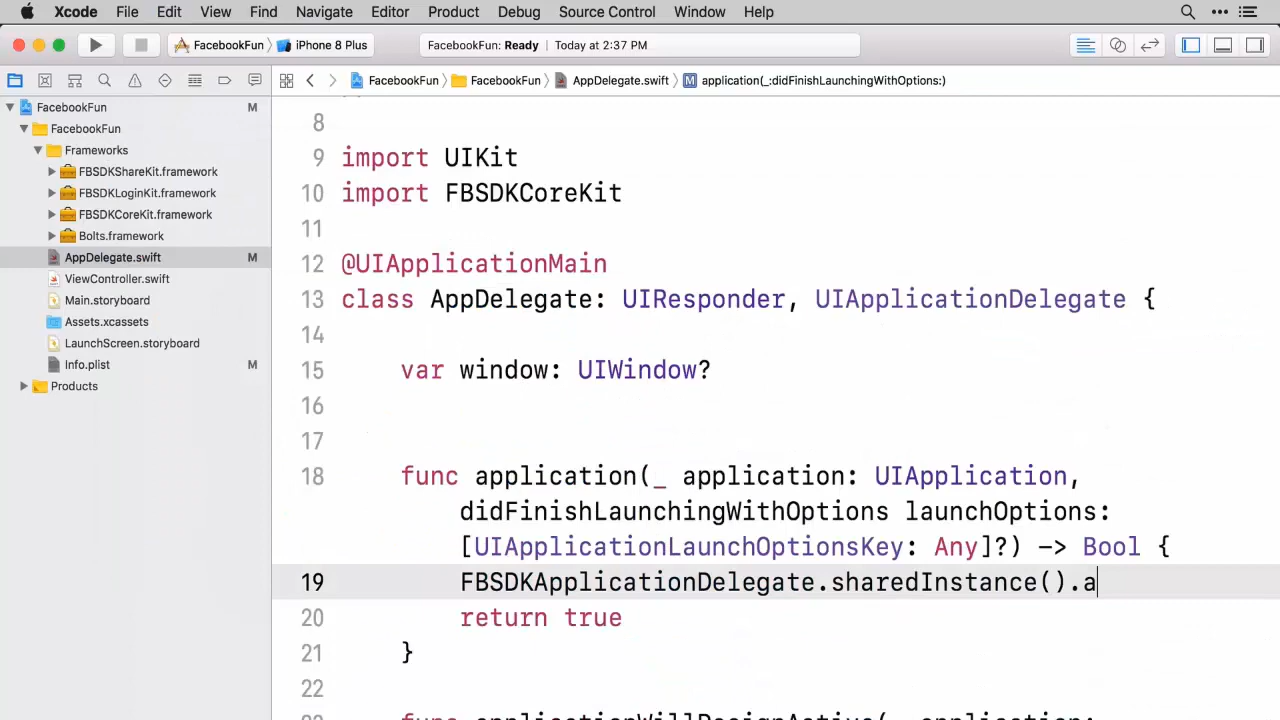 Xcode File Edit View Find Navigate Editor Product Debug Source Control Window Help
FacebookFun iPhone 8 Plus FacebookFun: Ready Today at 2:37 PM
FacebookFun FacebookFun AppDelegate.swift M application(_:didFinishLaunchingWithOptions:)
FacebookFun M
FacebookFun
Frameworks
FBSDKShareKit.framework
FBSDKLoginKit.framework
FBSDKCoreKit.framework
Bolts.framework
AppDelegate.swift M
ViewController.swift
Main.storyboard
Assets.xcassets
LaunchScreen.storyboard
Info.plist M
Products
8
9 import UIKit
10 import FBSDKCoreKit
11
12 @UIApplicationMain
13 class AppDelegate: UIResponder, UIApplicationDelegate {
14
15 var window: UIWindow?
16
17
18 func application(_ application: UIApplication,
didFinishLaunchingWithOptions launchOptions:
[UIApplicationLaunchOptionsKey: Any]?) -> Bool {
19 FBSDKApplicationDelegate.sharedInstance().a
20 return true
21 }
22